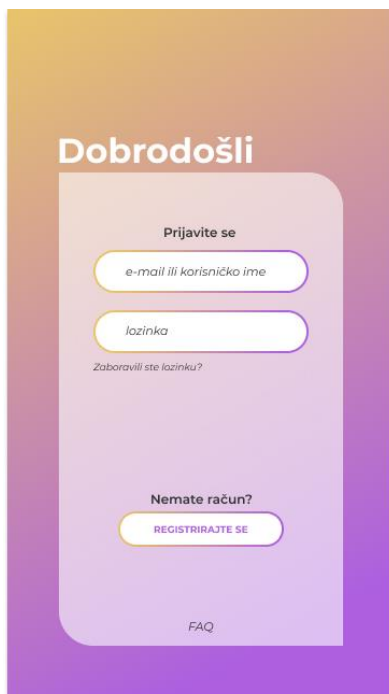 Dobrodošli
Prijavite se
e-mail ili korisničko ime
lozinka
Zaboravili ste lozinku?
Nemate račun?
REGISTRIRAJTE SE
FAQ